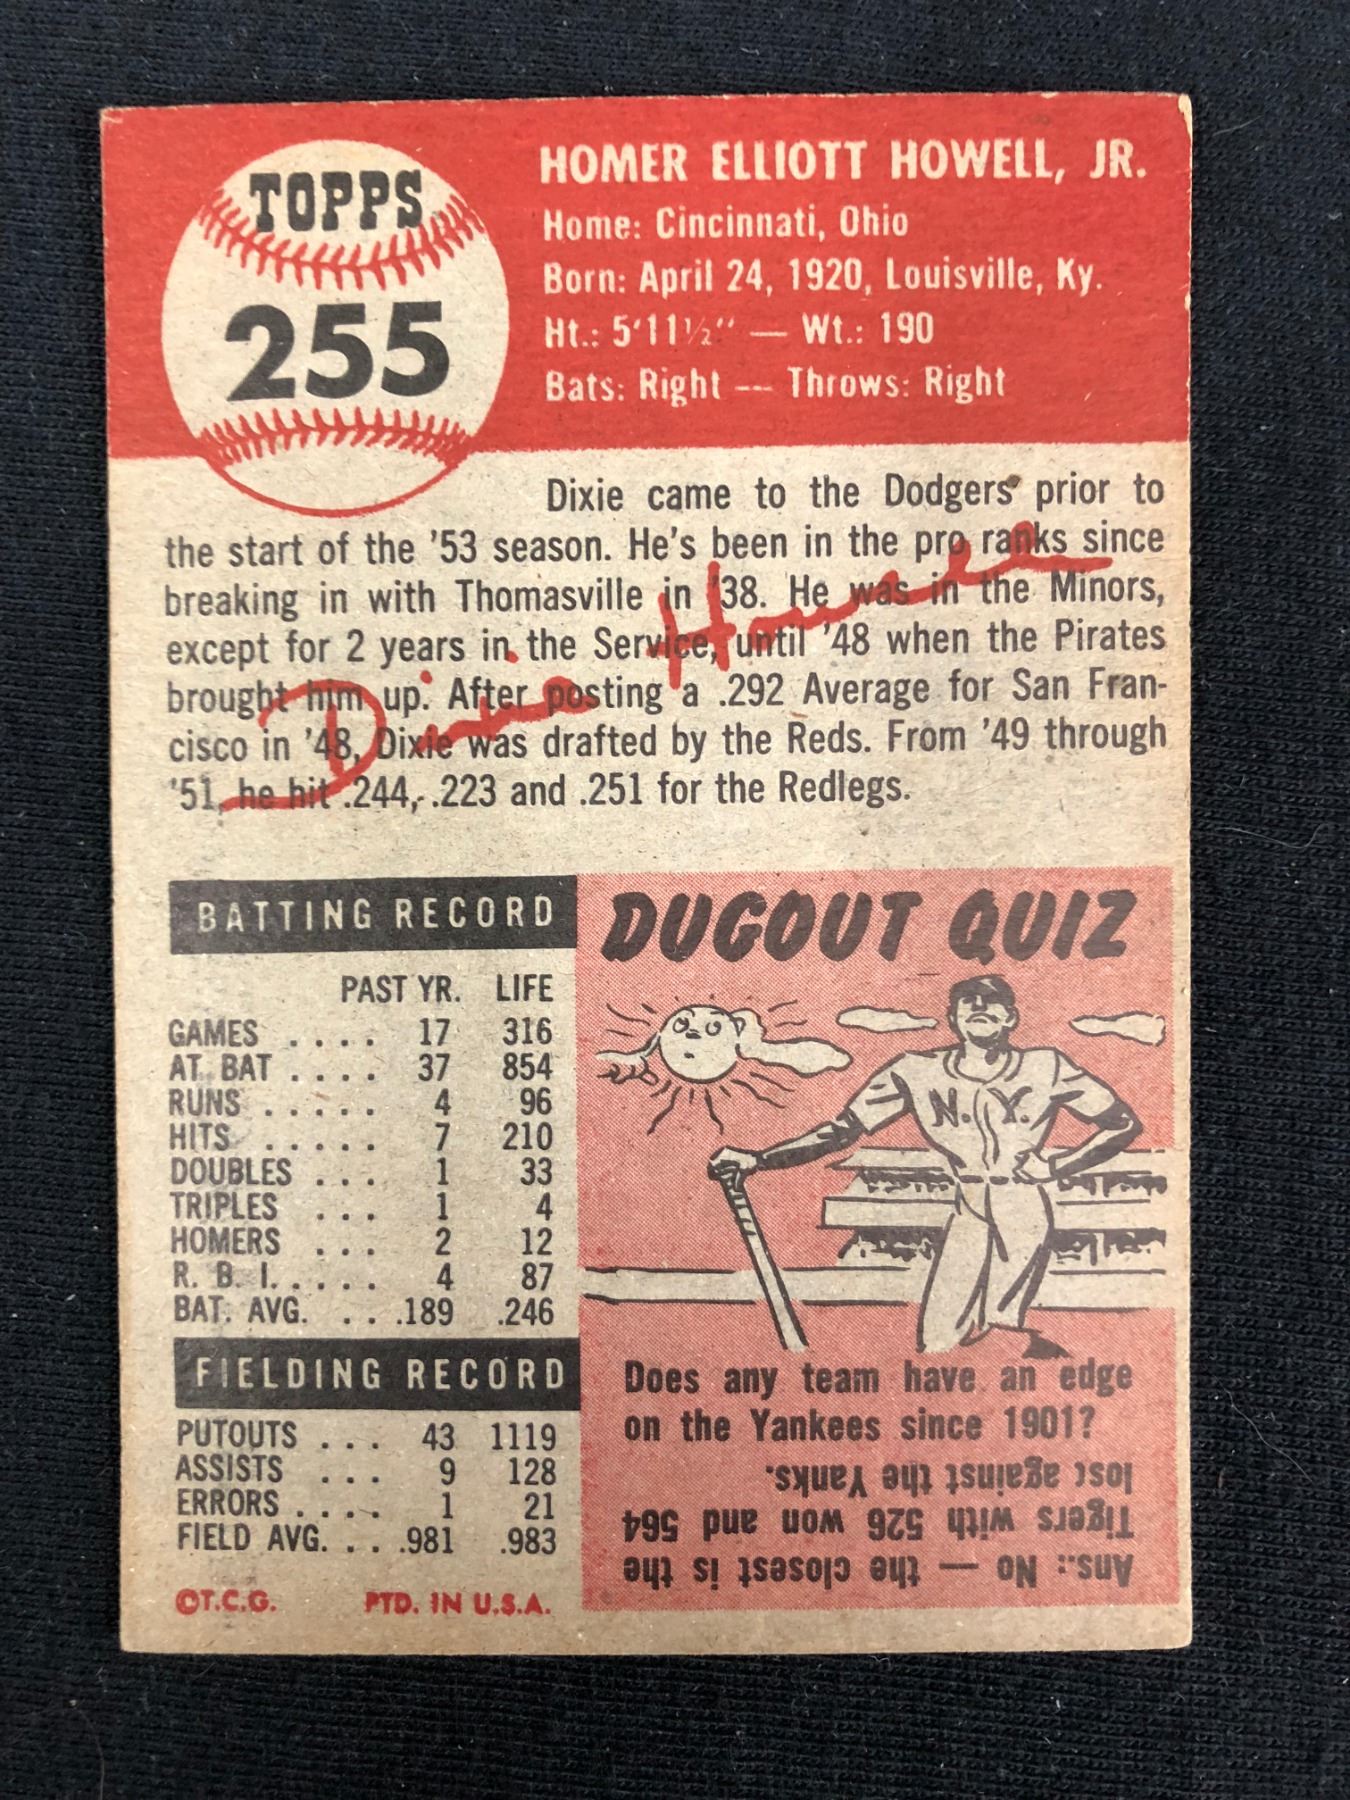 TOPPS
255
HOMER ELLIOTT HOWELL, JR.
Home: Cincinnati, Ohio
Born: April 24, 1920, Louisville, Ky.
Ht.: 5'11½" — Wt.: 190
Bats: Right -- Throws: Right
Dixie came to the Dodgers prior to
the start of the '53 season. He's been in the pro ranks since
breaking in with Thomasville in '38. He was in the Minors,
except for 2 years in the Service, until '48 when the Pirates
brought him up. After posting a .292 Average for San Fran-
cisco in '48, Dixie was drafted by the Reds. From '49 through
'51, he hit .244, .223 and .251 for the Redlegs.
Dixie Howell
BATTING RECORD
PAST YR. LIFE
GAMES .... 17 316
AT BAT .... 37 854
RUNS ..... 4 96
HITS ..... 7 210
DOUBLES ... 1 33
TRIPLES ... 1 4
HOMERS ... 2 12
R. B. I. .... 4 87
BAT. AVG. ... .189 .246
FIELDING RECORD
PUTOUTS ... 43 1119
ASSISTS ... 9 128
ERRORS .... 1 21
FIELD AVG. ... .981 .983
©T.C.G. PTD. IN U.S.A.
DUGOUT QUIZ
N.Y.
Does any team have an edge
on the Yankees since 1901?
Ans.: No — the closest is the
Tigers with 526 won and 564
lost against the Yanks.